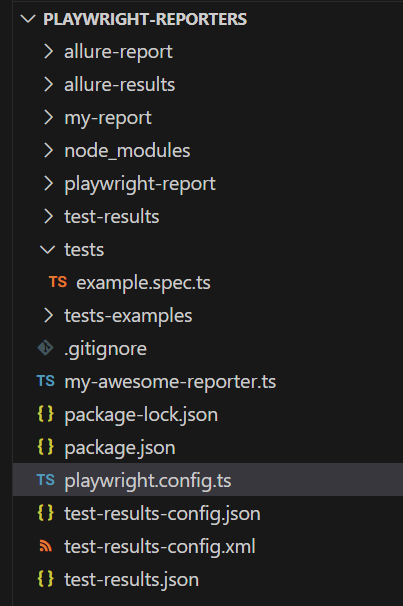 PLAYWRIGHT-REPORTERS
allure-report
allure-results
my-report
node_modules
playwright-report
test-results
tests
TS example.spec.ts
tests-examples
.gitignore
TS my-awesome-reporter.ts
{ } package-lock.json
{ } package.json
TS playwright.config.ts
{ } test-results-config.json
test-results-config.xml
{ } test-results.json